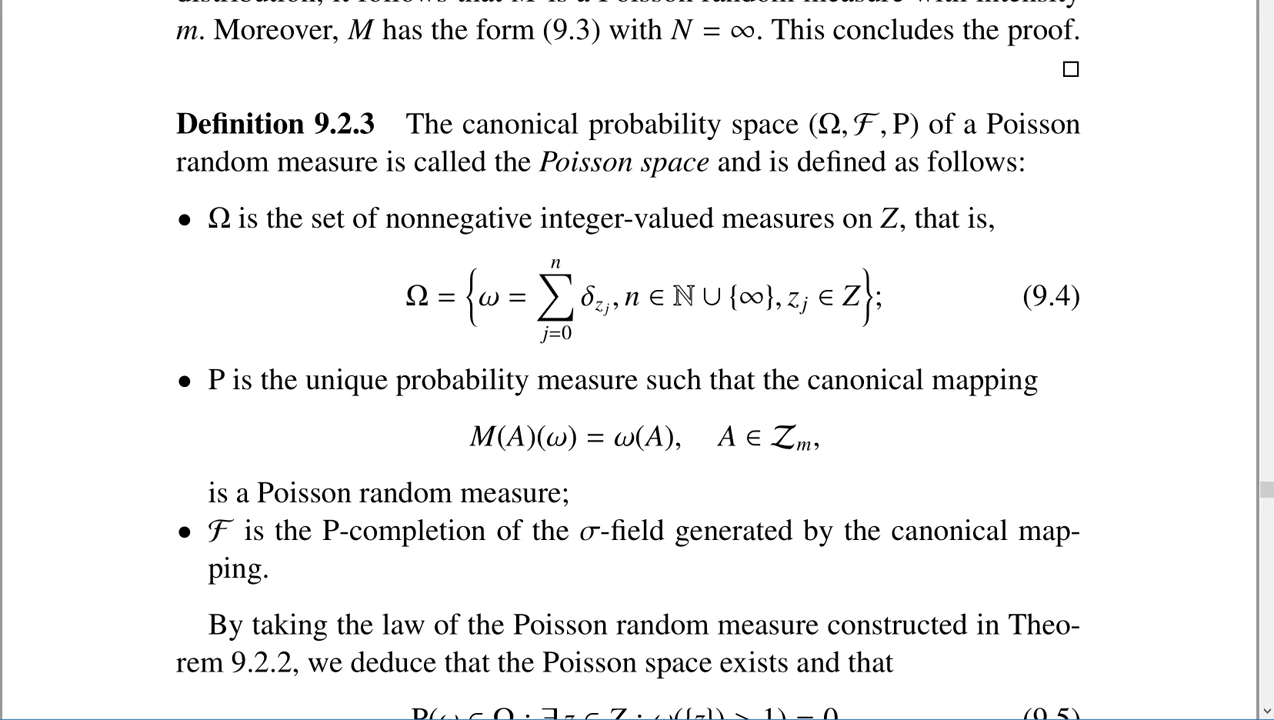 m. Moreover, M has the form (9.3) with N = ∞. This concludes the proof.
□
Definition 9.2.3 The canonical probability space (Ω, ℱ, P) of a Poisson
random measure is called the Poisson space and is defined as follows:
• Ω is the set of nonnegative integer-valued measures on Z, that is,
Ω = {ω = ∑_{j=0}^{n} δ_{z_j}, n ∈ ℕ ∪ {∞}, z_j ∈ Z}; (9.4)
• P is the unique probability measure such that the canonical mapping
M(A)(ω) = ω(A), A ∈ 𝒵_m,
is a Poisson random measure;
• ℱ is the P-completion of the σ-field generated by the canonical map-
ping.
By taking the law of the Poisson random measure constructed in Theo-
rem 9.2.2, we deduce that the Poisson space exists and that